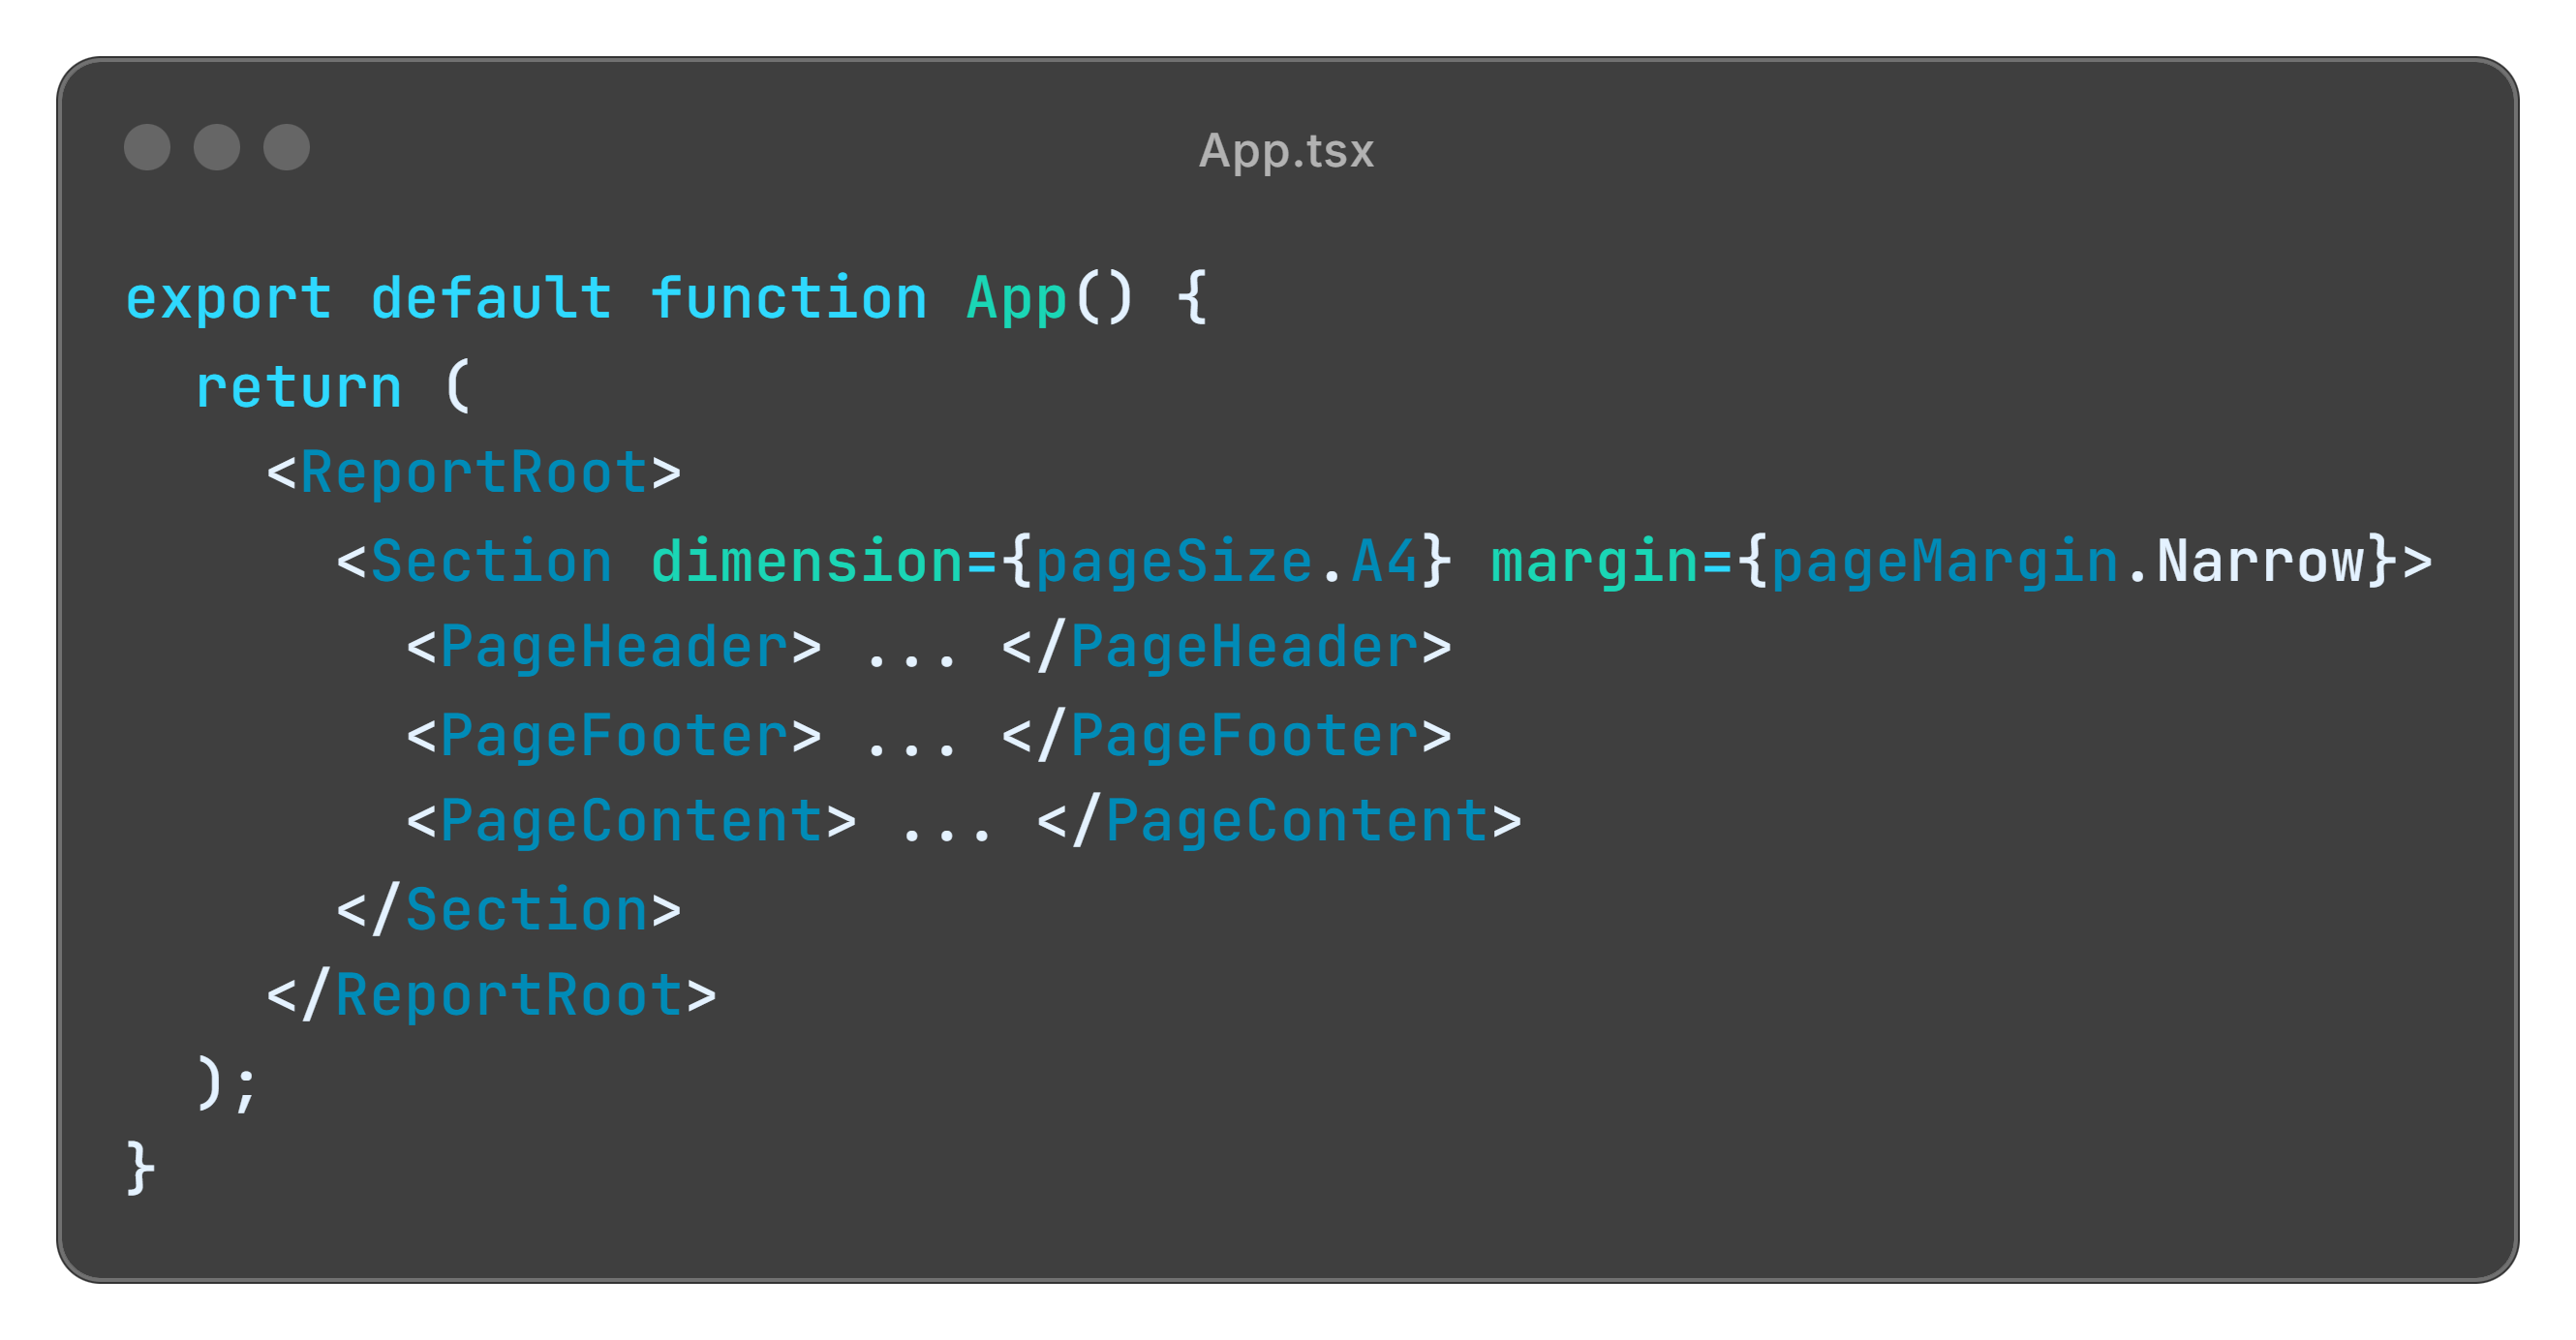 App.tsx
export default function App() {
  return (
    <ReportRoot>
      <Section dimension={pageSize.A4} margin={pageMargin.Narrow}>
        <PageHeader> ... </PageHeader>
        <PageFooter> ... </PageFooter>
        <PageContent> ... </PageContent>
      </Section>
    </ReportRoot>
  );
}